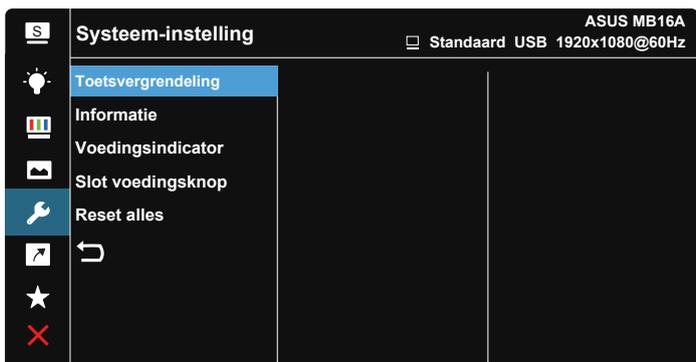 S
Systeem-instelling
ASUS MB16A
Standaard USB 1920x1080@60Hz
Toetsvergrendeling
Informatie
Voedingsindicator
Slot voedingsknop
Reset alles